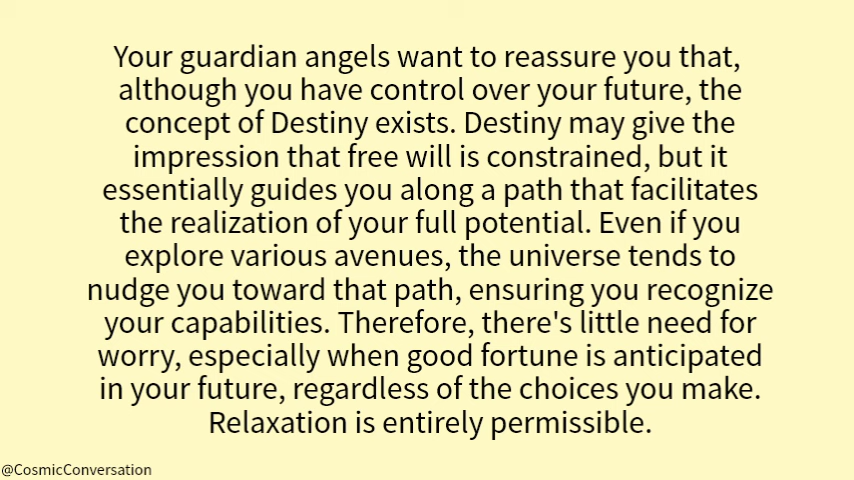 Your guardian angels want to reassure you that,
although you have control over your future, the
concept of Destiny exists. Destiny may give the
impression that free will is constrained, but it
essentially guides you along a path that facilitates
the realization of your full potential. Even if you
explore various avenues, the universe tends to
nudge you toward that path, ensuring you recognize
your capabilities. Therefore, there's little need for
worry, especially when good fortune is anticipated
in your future, regardless of the choices you make.
Relaxation is entirely permissible.
@CosmicConversation